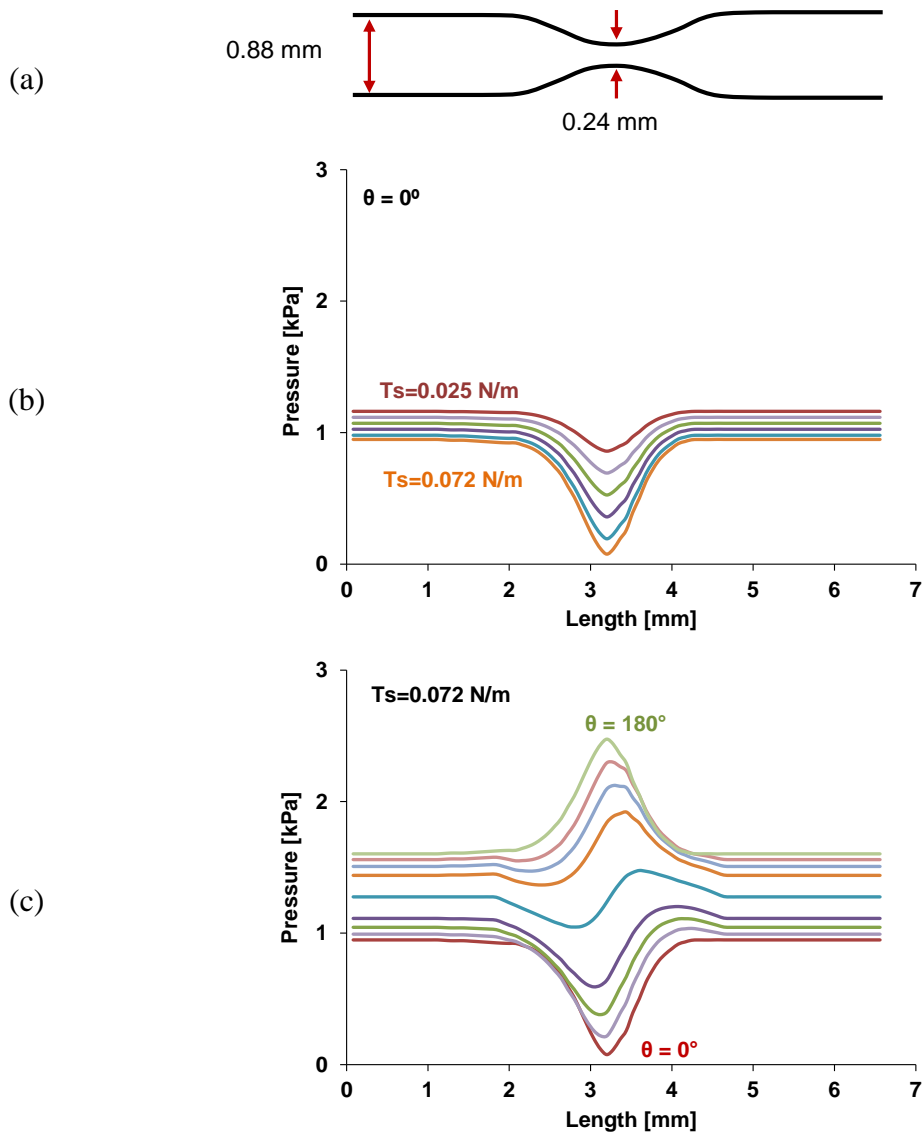 (a)
0.88 mm
0.24 mm
(b)
3
2
1
0
Pressure [kPa]
θ = 0º
Ts=0.025 N/m
Ts=0.072 N/m
0 1 2 3 4 5 6 7
Length [mm]
(c)
3
2
1
0
Pressure [kPa]
Ts=0.072 N/m
θ = 180°
θ = 0°
0 1 2 3 4 5 6 7
Length [mm]